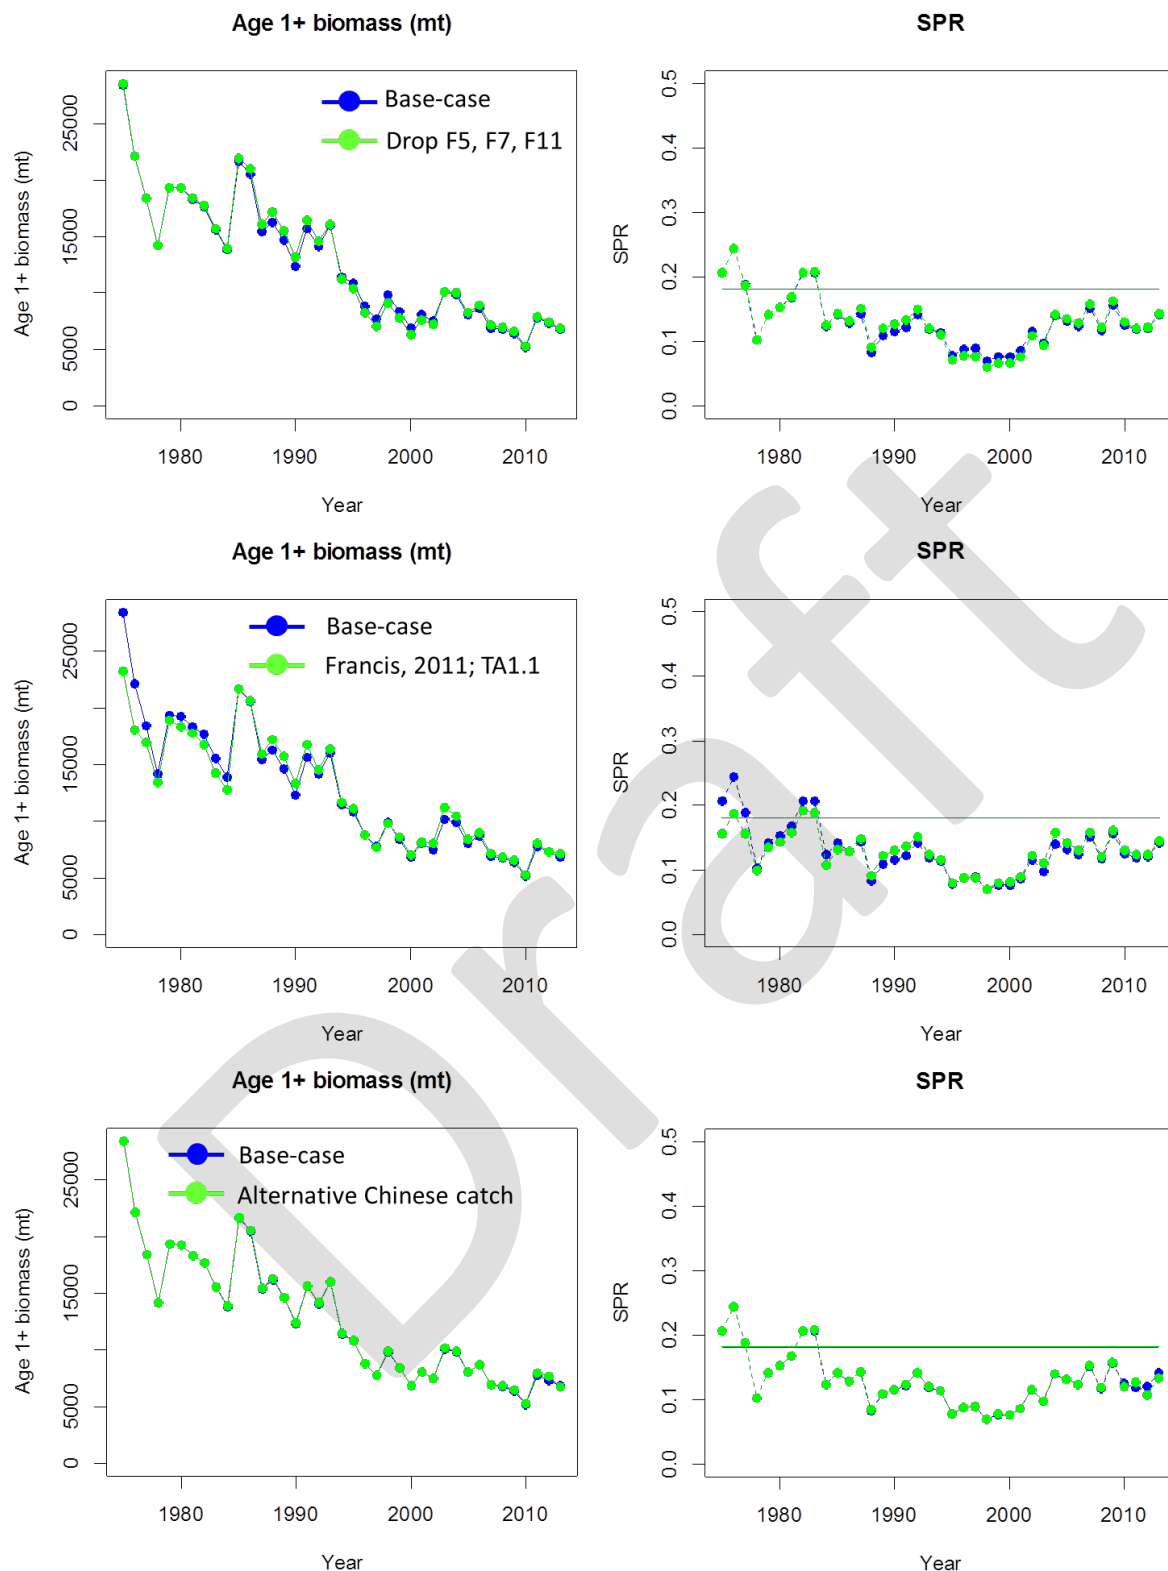 Age 1+ biomass (mt)
SPR
Age 1+ biomass (mt)
25000
15000
5000
0
Base-case
Drop F5, F7, F11
1980 1990 2000 2010
Year
SPR
0.5
0.4
0.3
0.2
0.1
0.0
1980 1990 2000 2010
Year
Age 1+ biomass (mt)
SPR
Age 1+ biomass (mt)
25000
15000
5000
0
Base-case
Francis, 2011; TA1.1
1980 1990 2000 2010
Year
SPR
0.5
0.4
0.3
0.2
0.1
0.0
1980 1990 2000 2010
Year
Age 1+ biomass (mt)
SPR
Age 1+ biomass (mt)
25000
15000
5000
0
Base-case
Alternative Chinese catch
1980 1990 2000 2010
Year
SPR
0.5
0.4
0.3
0.2
0.1
0.0
1980 1990 2000 2010
Year
Draft